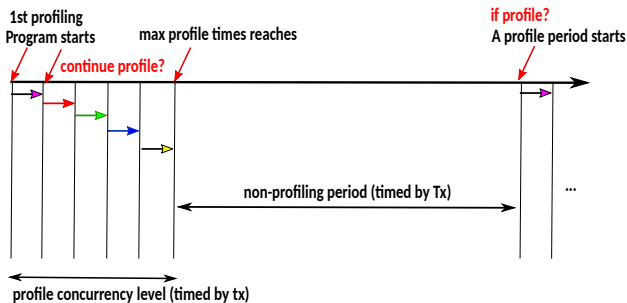 1st profiling
Program starts
continue profile?
max profile times reaches
if profile?
A profile period starts
...
non-profiling period (timed by Tx)
profile concurrency level (timed by tx)